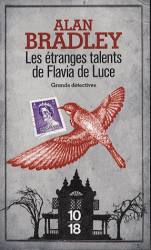 ALAN
BRADLEY
Les étranges talents
de Flavia de Luce
Grands détectives
10
18